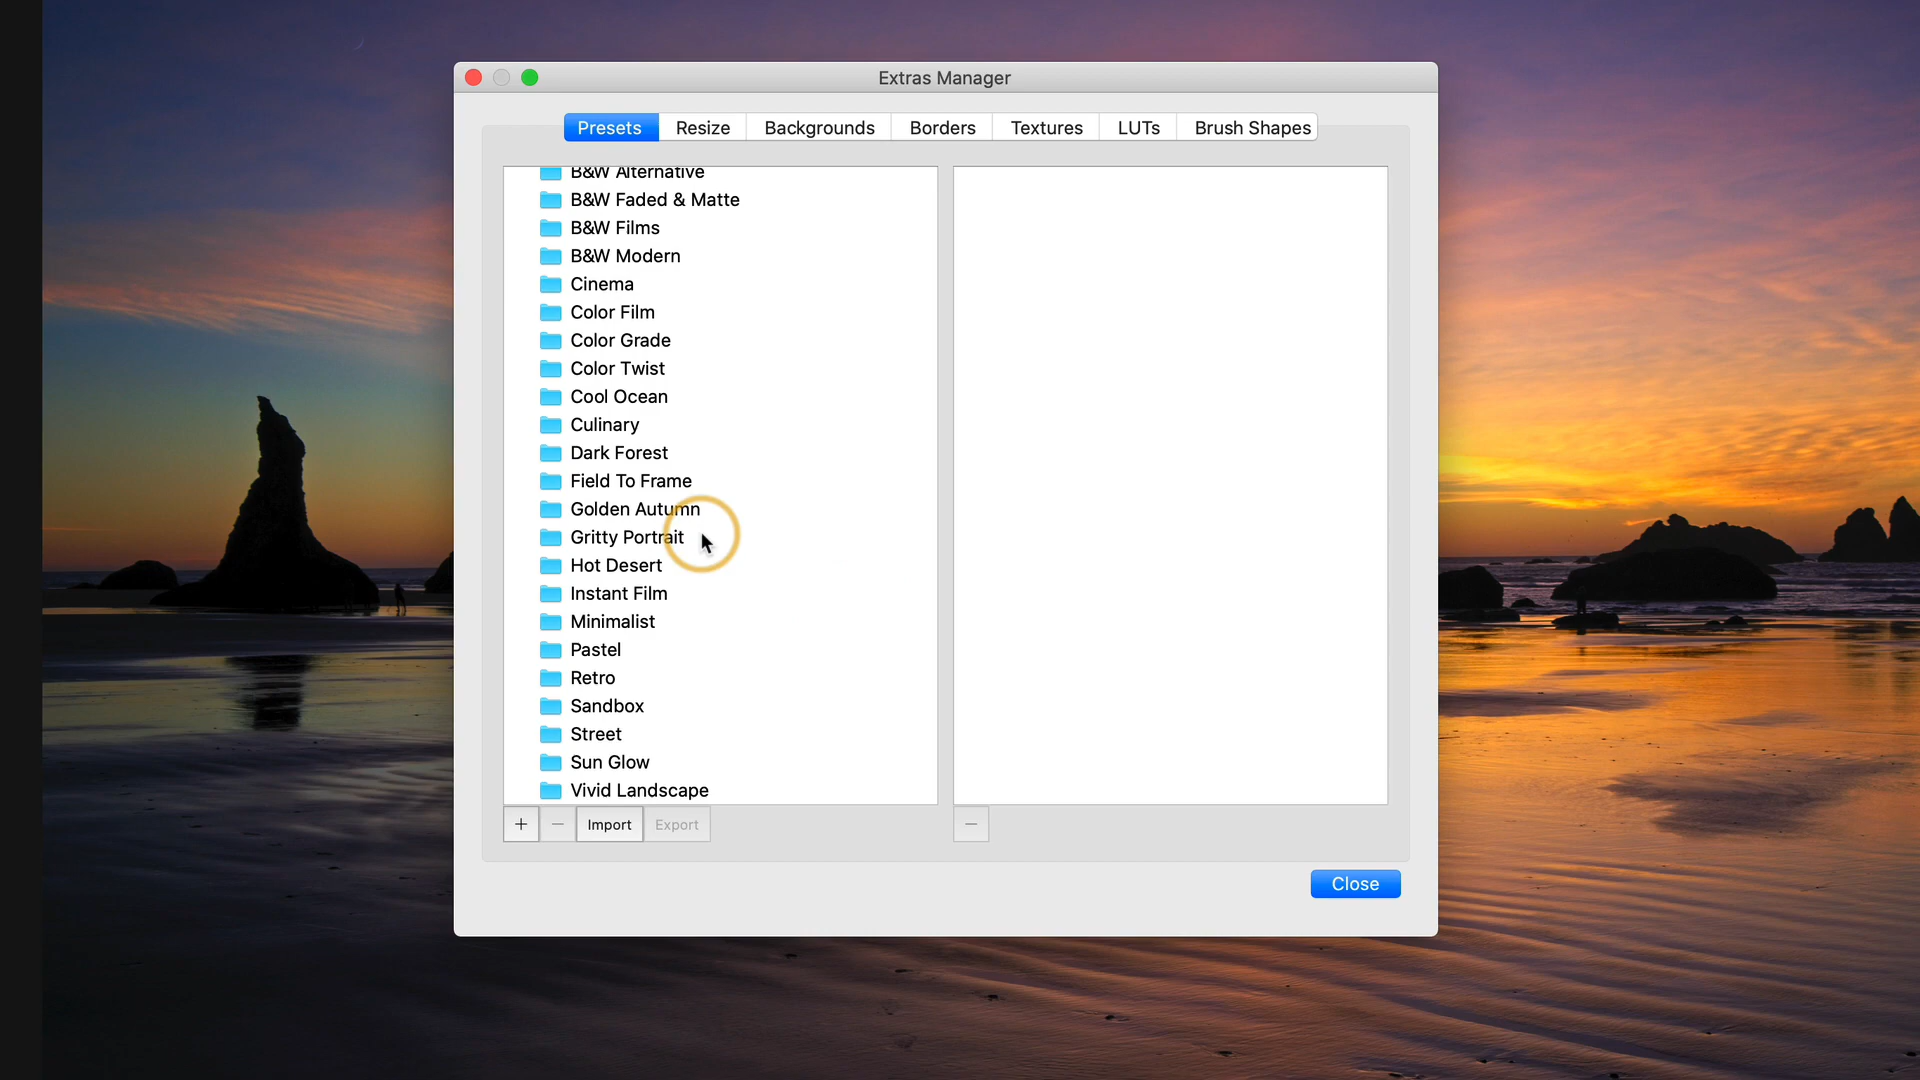 Extras Manager
Presets
Resize
Backgrounds
Borders
Textures
LUTs
Brush Shapes
B&W Alternative
B&W Faded & Matte
B&W Films
B&W Modern
Cinema
Color Film
Color Grade
Color Twist
Cool Ocean
Culinary
Dark Forest
Field To Frame
Golden Autumn
Gritty Portrait
Hot Desert
Instant Film
Minimalist
Pastel
Retro
Sandbox
Street
Sun Glow
Vivid Landscape
+
−
Import
Export
−
Close